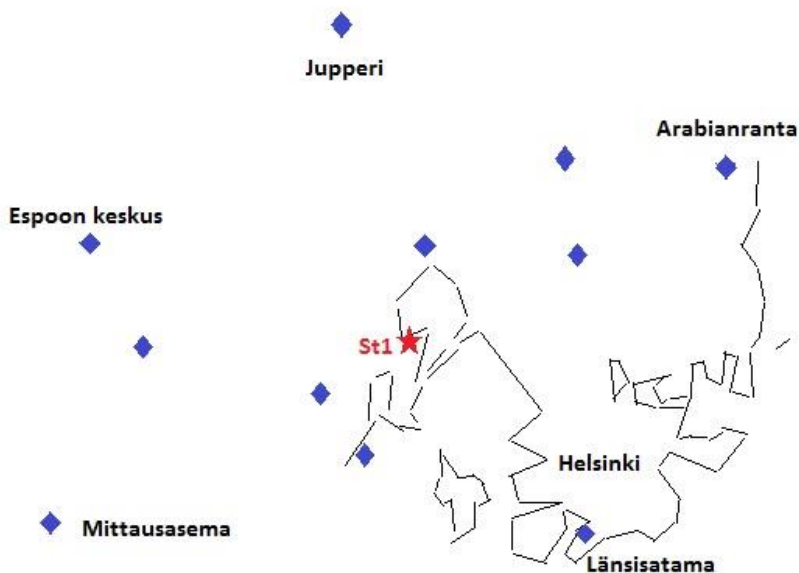 Jupperi
Arabianranta
Espoon keskus
St1
Helsinki
Mittausasema
Länsisatama